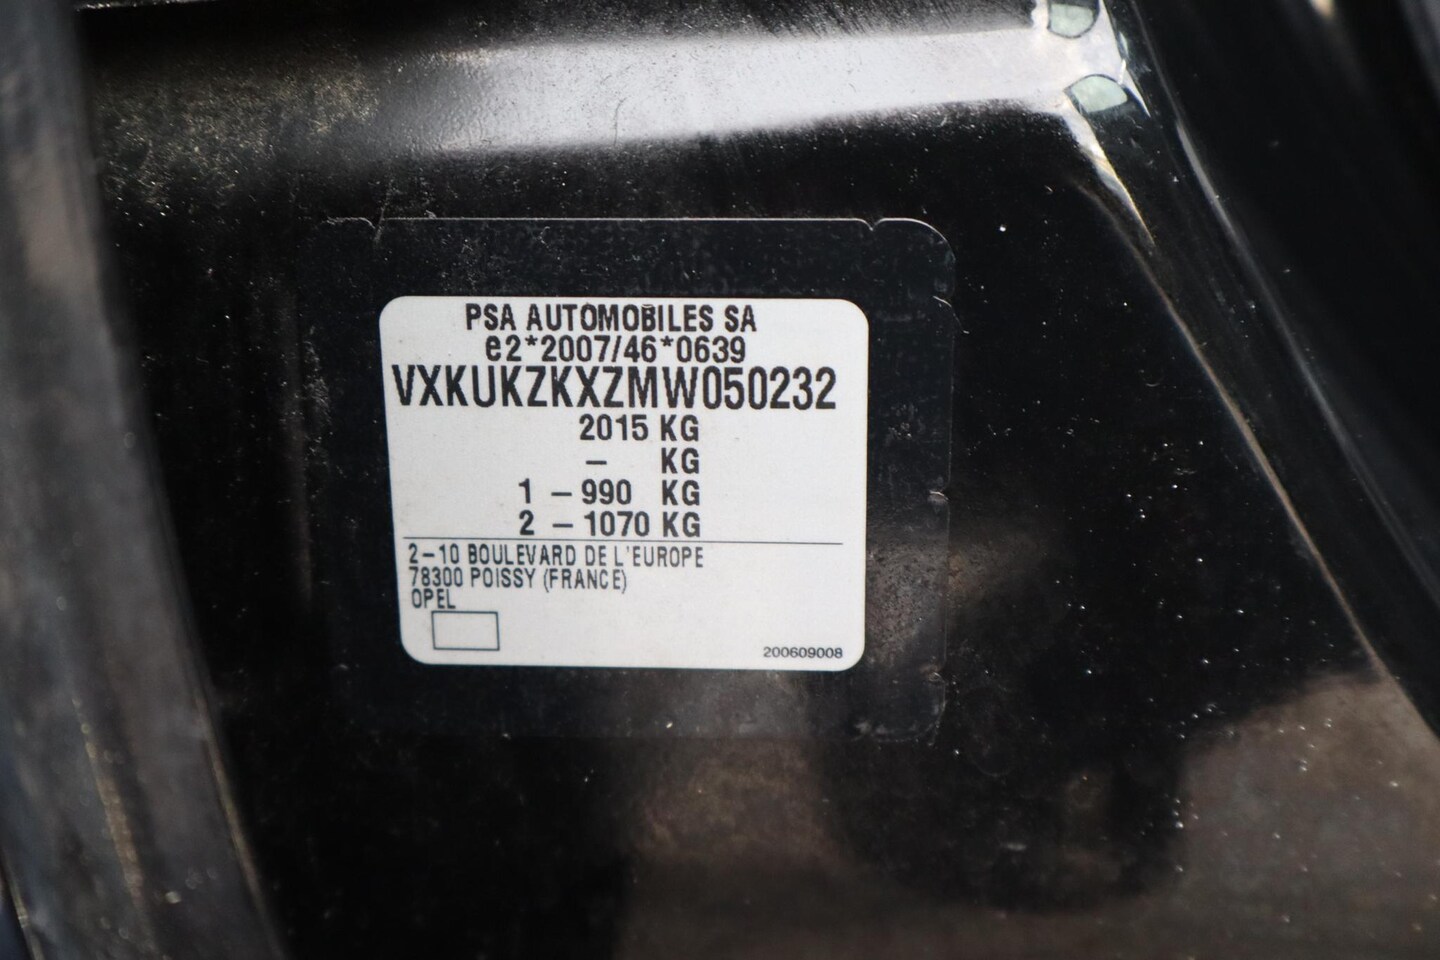 PSA AUTOMOBILES SA
e2*2007/46*0639
VXKUKZKXZMW050232
2015 KG
– KG
1 – 990 KG
2 – 1070 KG
2-10 BOULEVARD DE L'EUROPE
78300 POISSY (FRANCE)
OPEL
200609008